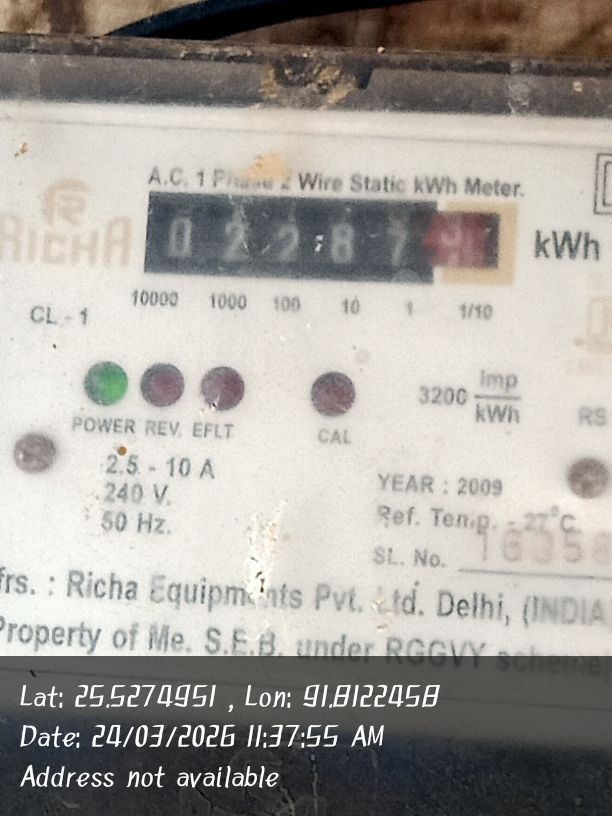 A.C. 1 Phase 2 Wire Static kWh Meter.
RICHA
0 2 2 8 7
kWh
10000 1000 100 10 1 1/10
CL - 1
3200 imp/kWh
POWER REV. EFLT
CAL
RS
2.5 - 10 A
240 V.
50 Hz.
YEAR : 2009
Ref. Temp. - 27°C.
SL. No. 16058
frs. : Richa Equipments Pvt. Ltd. Delhi, (INDIA
Property of Me. S.E.B. under RGGVY scheme
Lat: 25.5274951 , Lon: 91.8122458
Date: 24/03/2026 11:37:55 AM
Address not available